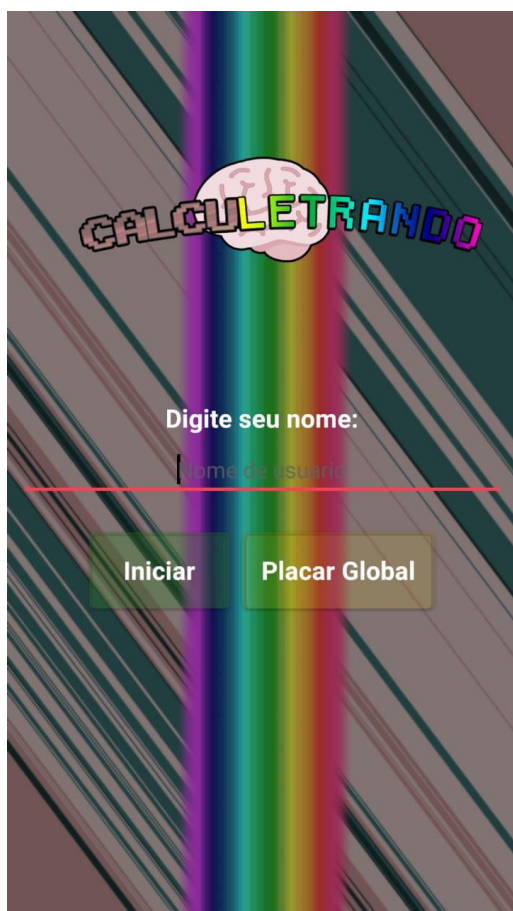 CALCULETRANDO
Digite seu nome:
Nome de usuario
Iniciar
Placar Global